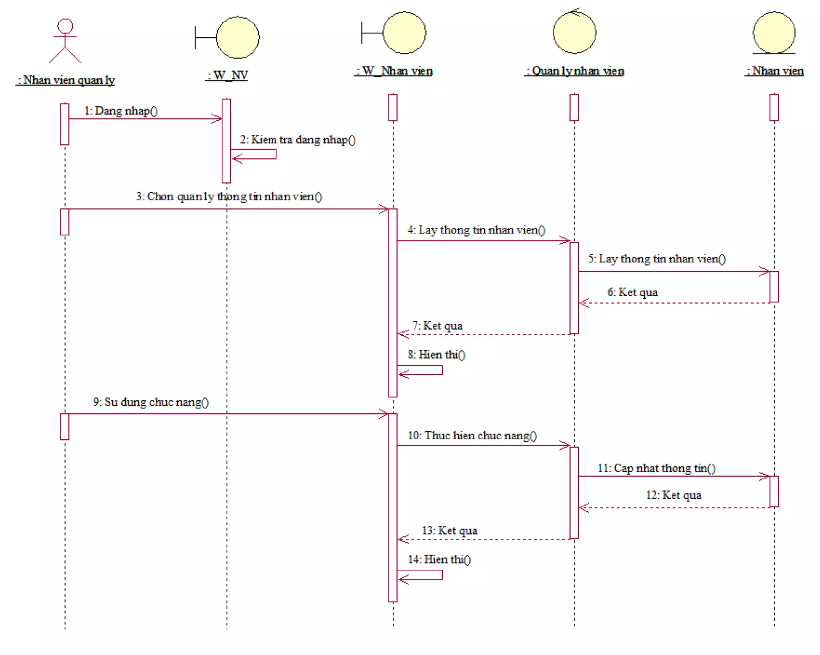 : Nhan vien quan ly
: W_NV
: W_Nhan vien
: Quan ly nhan vien
: Nhan vien
1: Dang nhap()
2: Kiem tra dang nhap()
3: Chon quan ly thong tin nhan vien()
4: Lay thong tin nhan vien()
5: Lay thong tin nhan vien()
6: Ket qua
7: Ket qua
8: Hien thi()
9: Su dung chuc nang()
10: Thuc hien chuc nang()
11: Cap nhat thong tin()
12: Ket qua
13: Ket qua
14: Hien thi()